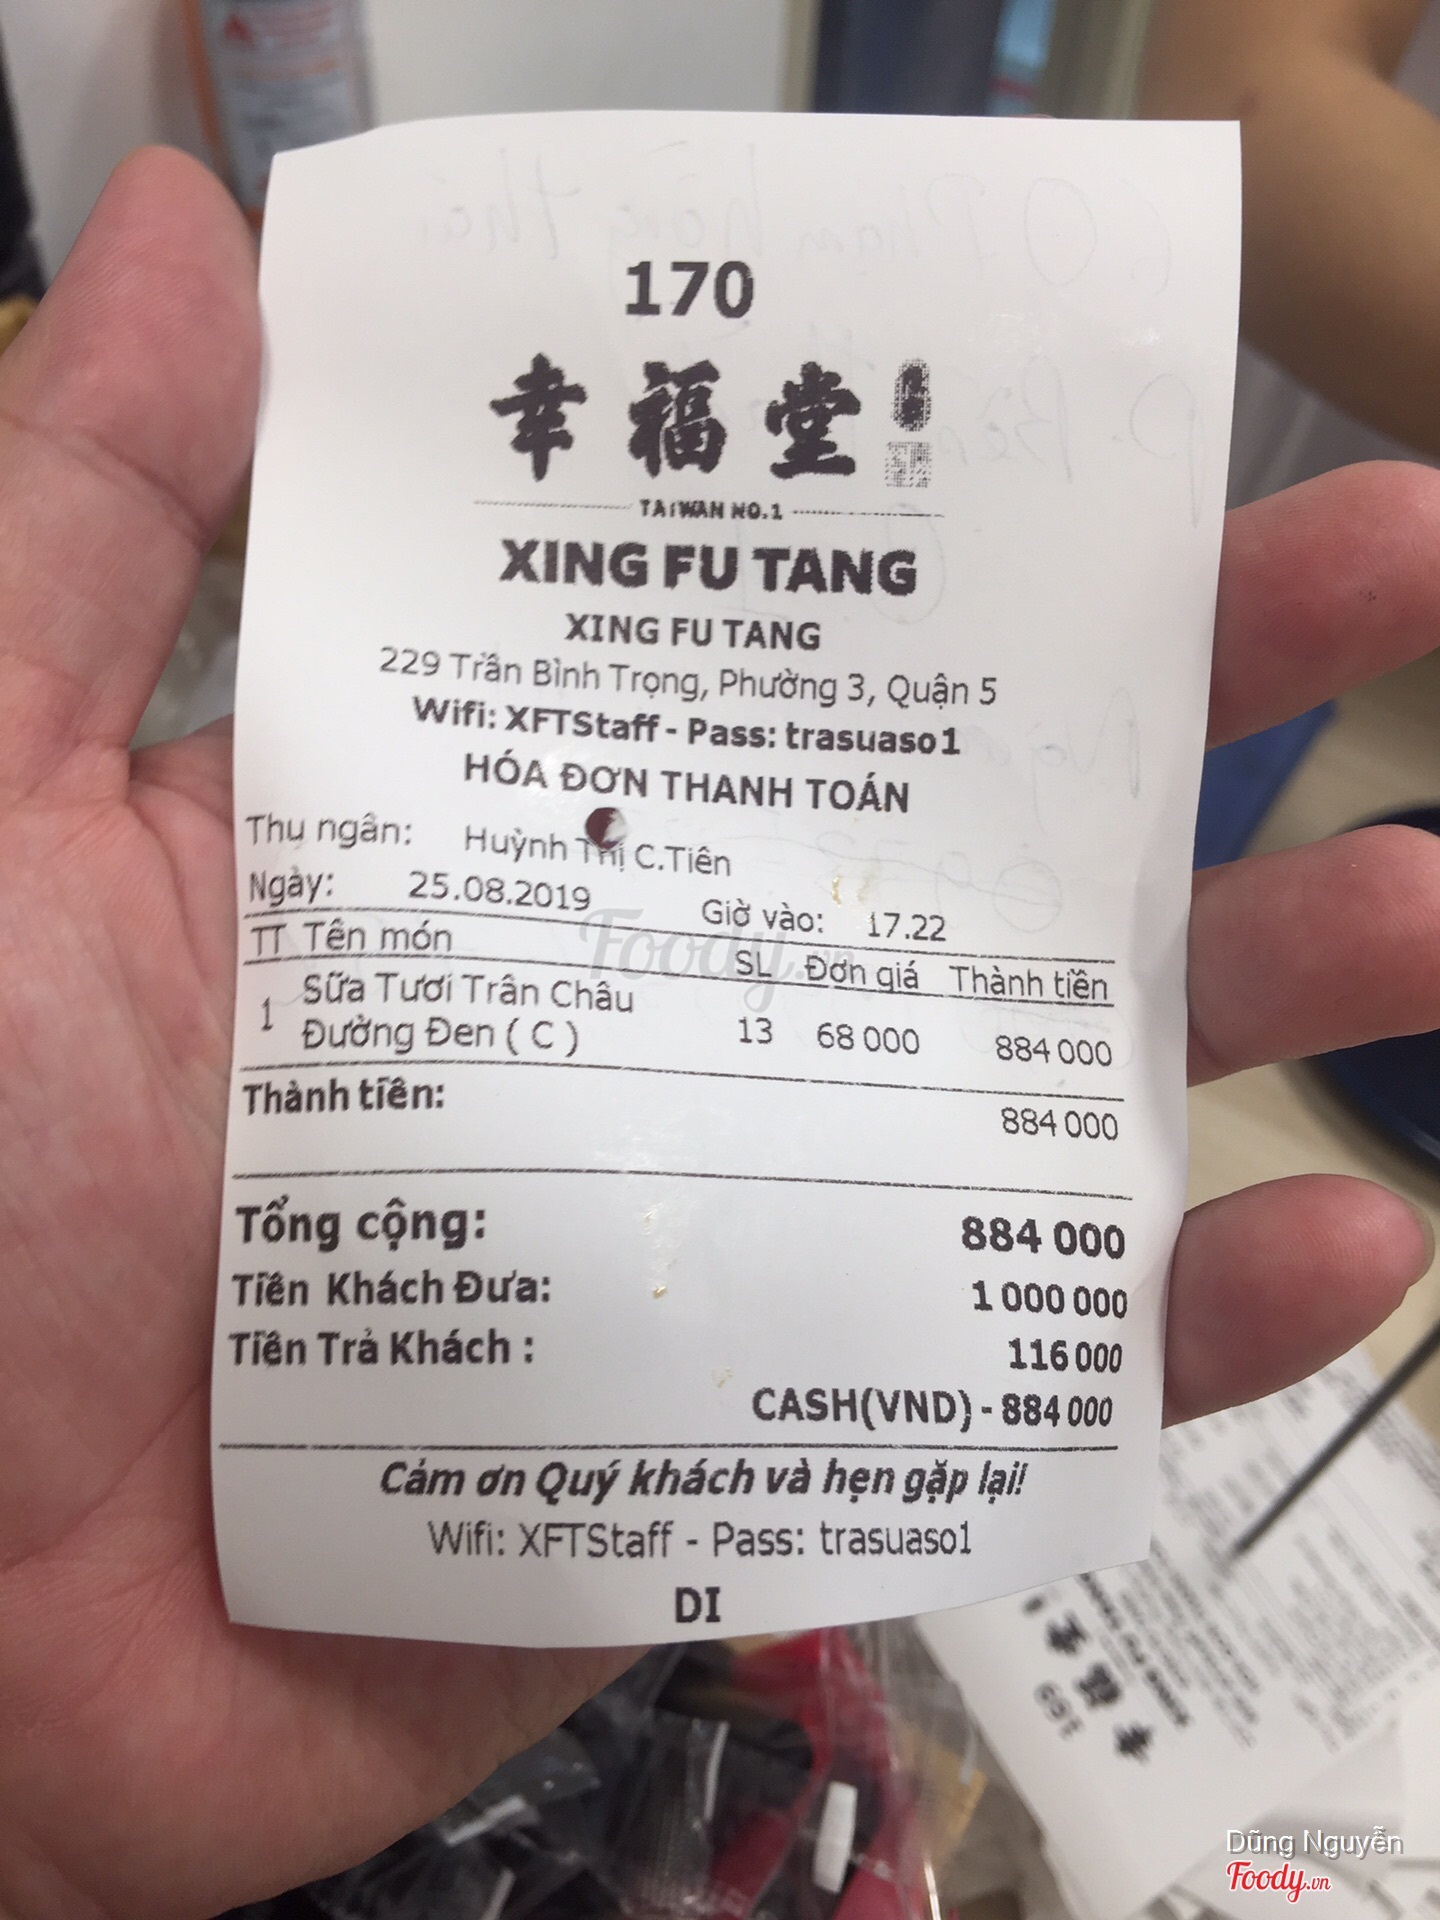 170
幸福堂
TAIWAN NO.1
XING FU TANG
XING FU TANG
229 Trần Bình Trọng, Phường 3, Quận 5
Wifi: XFTStaff - Pass: trasuaso1
HÓA ĐƠN THANH TOÁN
Thu ngân: Huỳnh Thị C.Tiên
Ngày: 25.08.2019 Giờ vào: 17.22
TT Tên món SL Đơn giá Thành tiền
1 Sữa Tươi Trân Châu
Đường Đen ( C ) 13 68 000 884 000
Thành tiền: 884 000
Tổng cộng: 884 000
Tiền Khách Đưa: 1 000 000
Tiền Trả Khách : 116 000
CASH(VND) - 884 000
Cảm ơn Quý khách và hẹn gặp lại!
Wifi: XFTStaff - Pass: trasuaso1
DI
Foody.vn
691
Dũng Nguyễn
Foody.vn